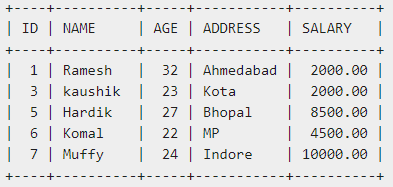 +----+----------+-----+-----------+----------+
| ID | NAME     | AGE | ADDRESS   | SALARY   |
+----+----------+-----+-----------+----------+
|  1 | Ramesh   |  32 | Ahmedabad |  2000.00 |
|  3 | kaushik  |  23 | Kota      |  2000.00 |
|  5 | Hardik   |  27 | Bhopal    |  8500.00 |
|  6 | Komal    |  22 | MP        |  4500.00 |
|  7 | Muffy    |  24 | Indore    | 10000.00 |
+----+----------+-----+-----------+----------+